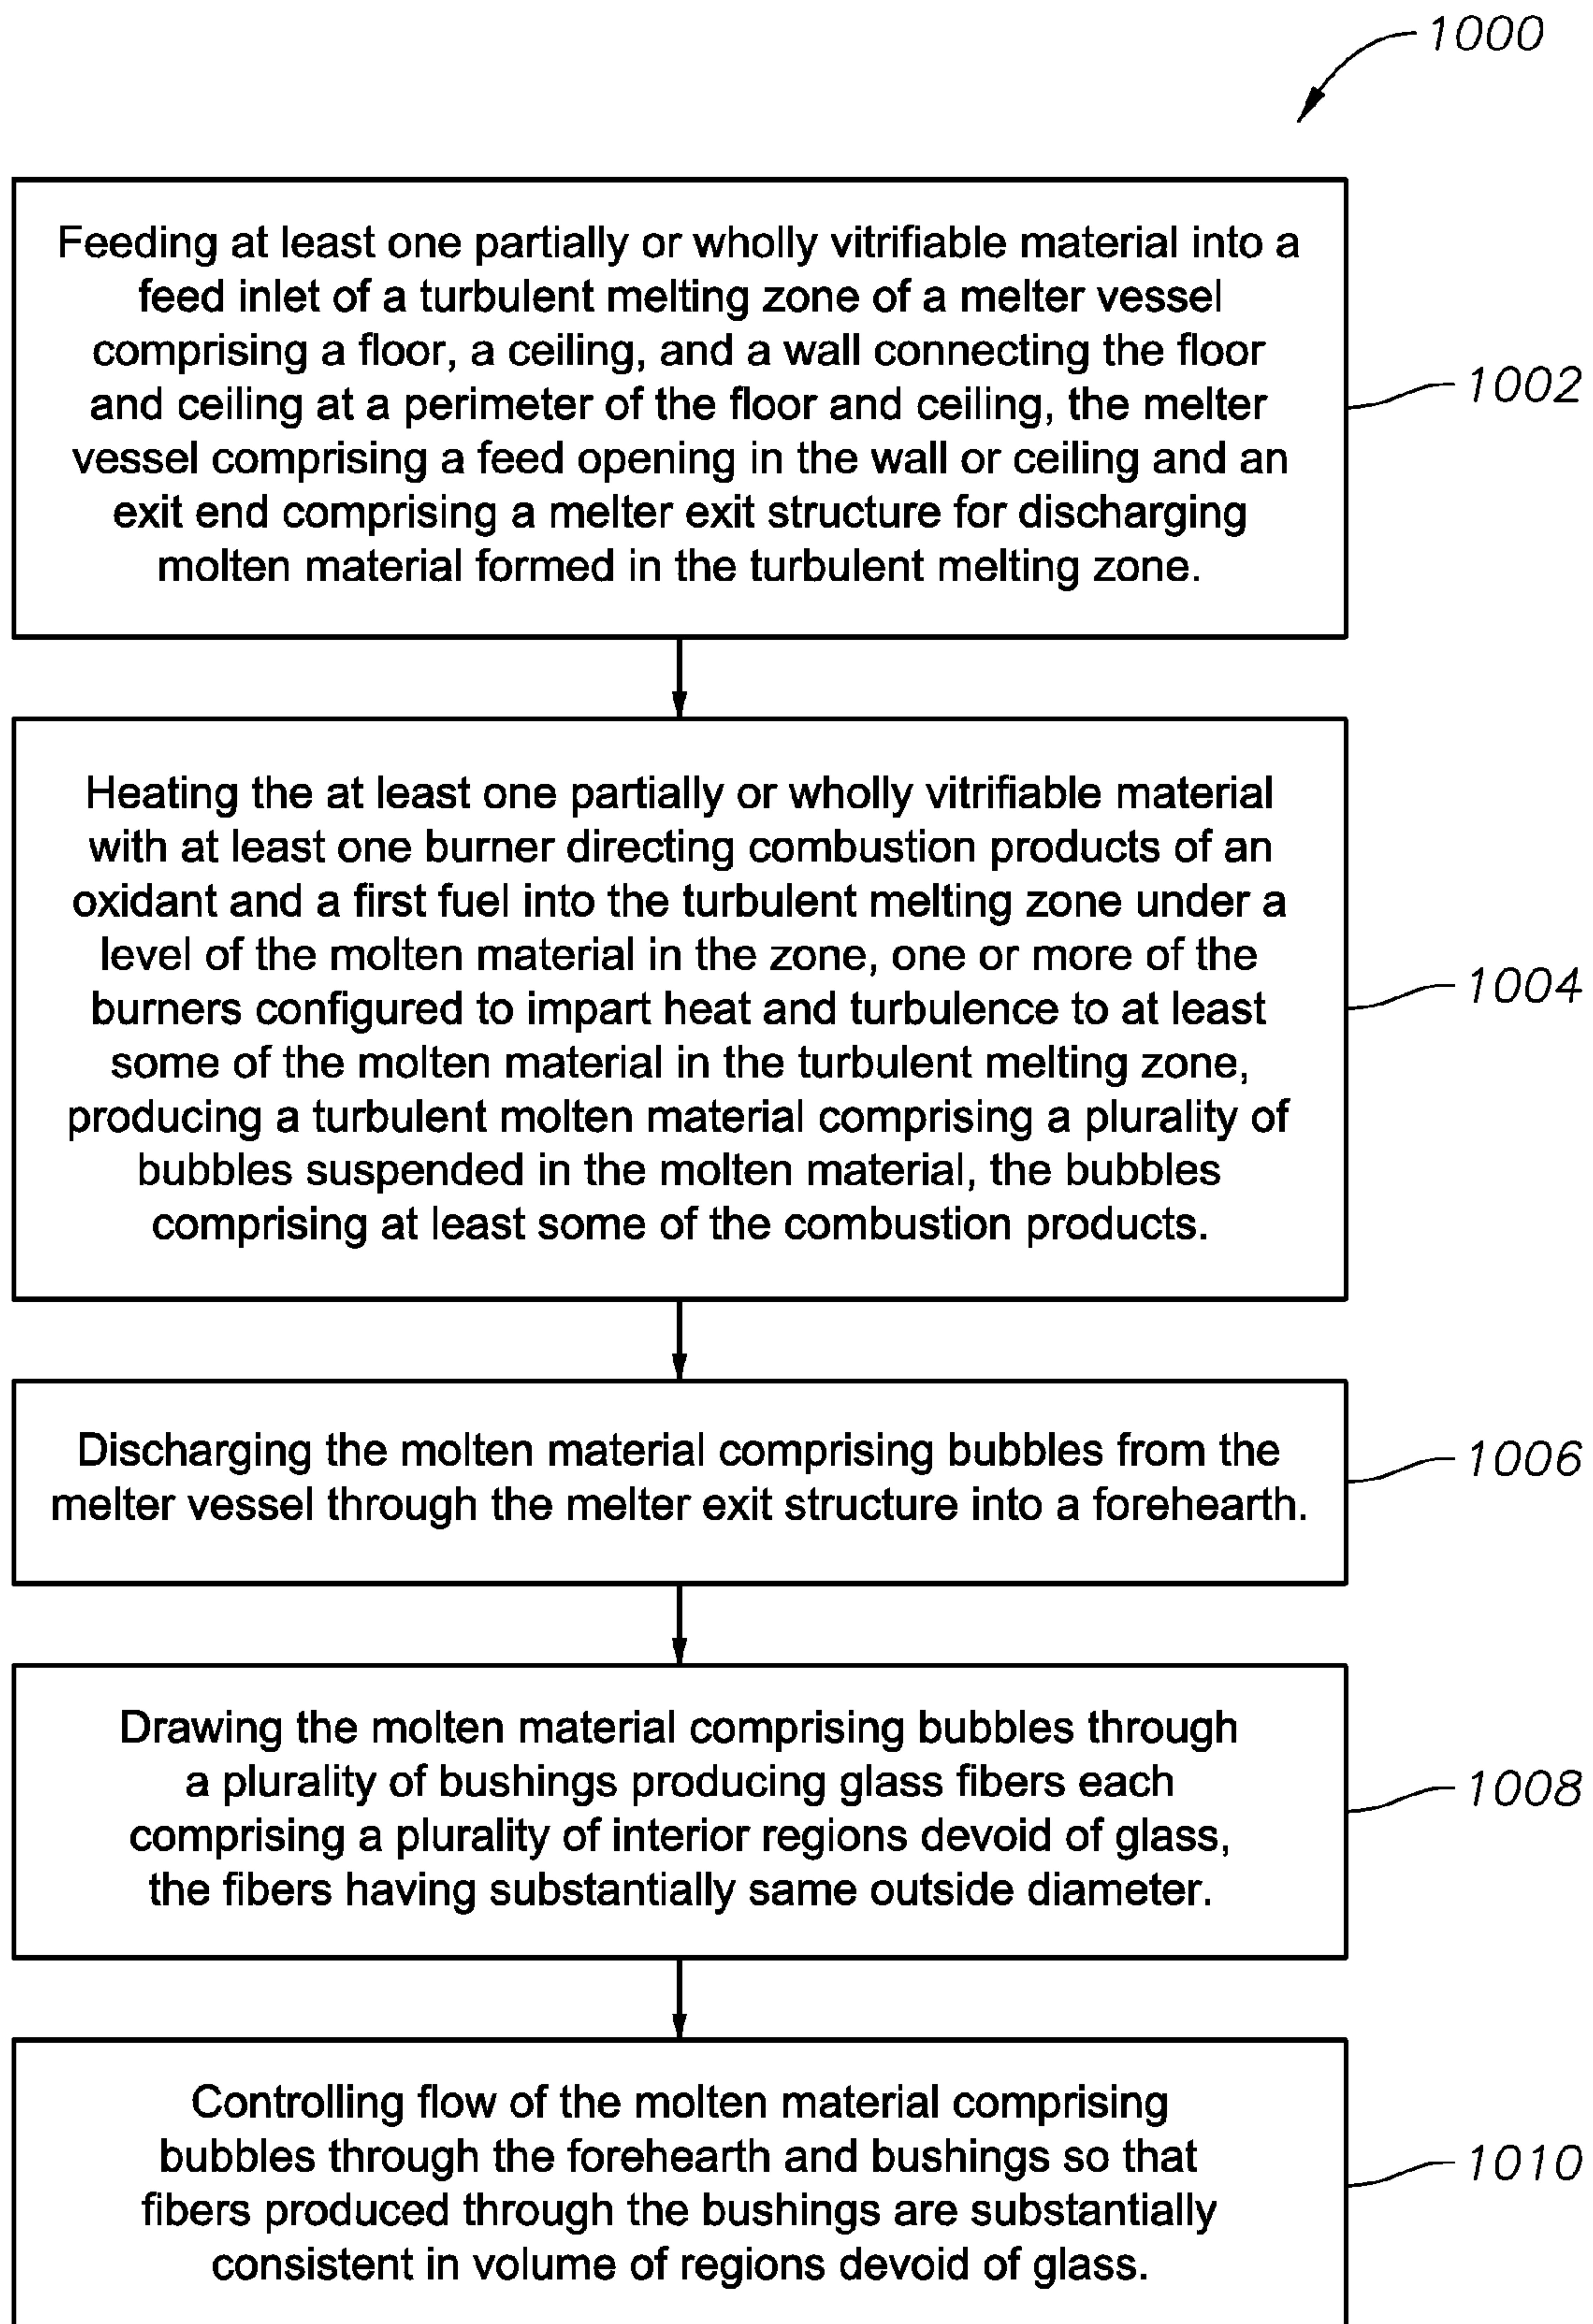 1000
Feeding at least one partially or wholly vitrifiable material into a
feed inlet of a turbulent melting zone of a melter vessel
comprising a floor, a ceiling, and a wall connecting the floor
and ceiling at a perimeter of the floor and ceiling, the melter
vessel comprising a feed opening in the wall or ceiling and an
exit end comprising a melter exit structure for discharging
molten material formed in the turbulent melting zone.
1002
Heating the at least one partially or wholly vitrifiable material
with at least one burner directing combustion products of an
oxidant and a first fuel into the turbulent melting zone under a
level of the molten material in the zone, one or more of the
burners configured to impart heat and turbulence to at least
some of the molten material in the turbulent melting zone,
producing a turbulent molten material comprising a plurality of
bubbles suspended in the molten material, the bubbles
comprising at least some of the combustion products.
1004
Discharging the molten material comprising bubbles from the
melter vessel through the melter exit structure into a forehearth.
1006
Drawing the molten material comprising bubbles through
a plurality of bushings producing glass fibers each
comprising a plurality of interior regions devoid of glass,
the fibers having substantially same outside diameter.
1008
Controlling flow of the molten material comprising
bubbles through the forehearth and bushings so that
fibers produced through the bushings are substantially
consistent in volume of regions devoid of glass.
1010